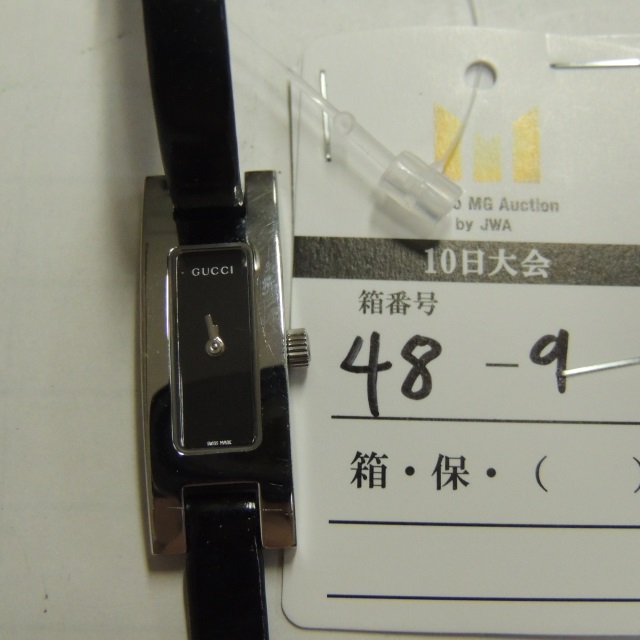 GUCCI
SWISS MADE
MG Auction
by JWA
10日大会
箱番号
48-9
箱・保・（　　）